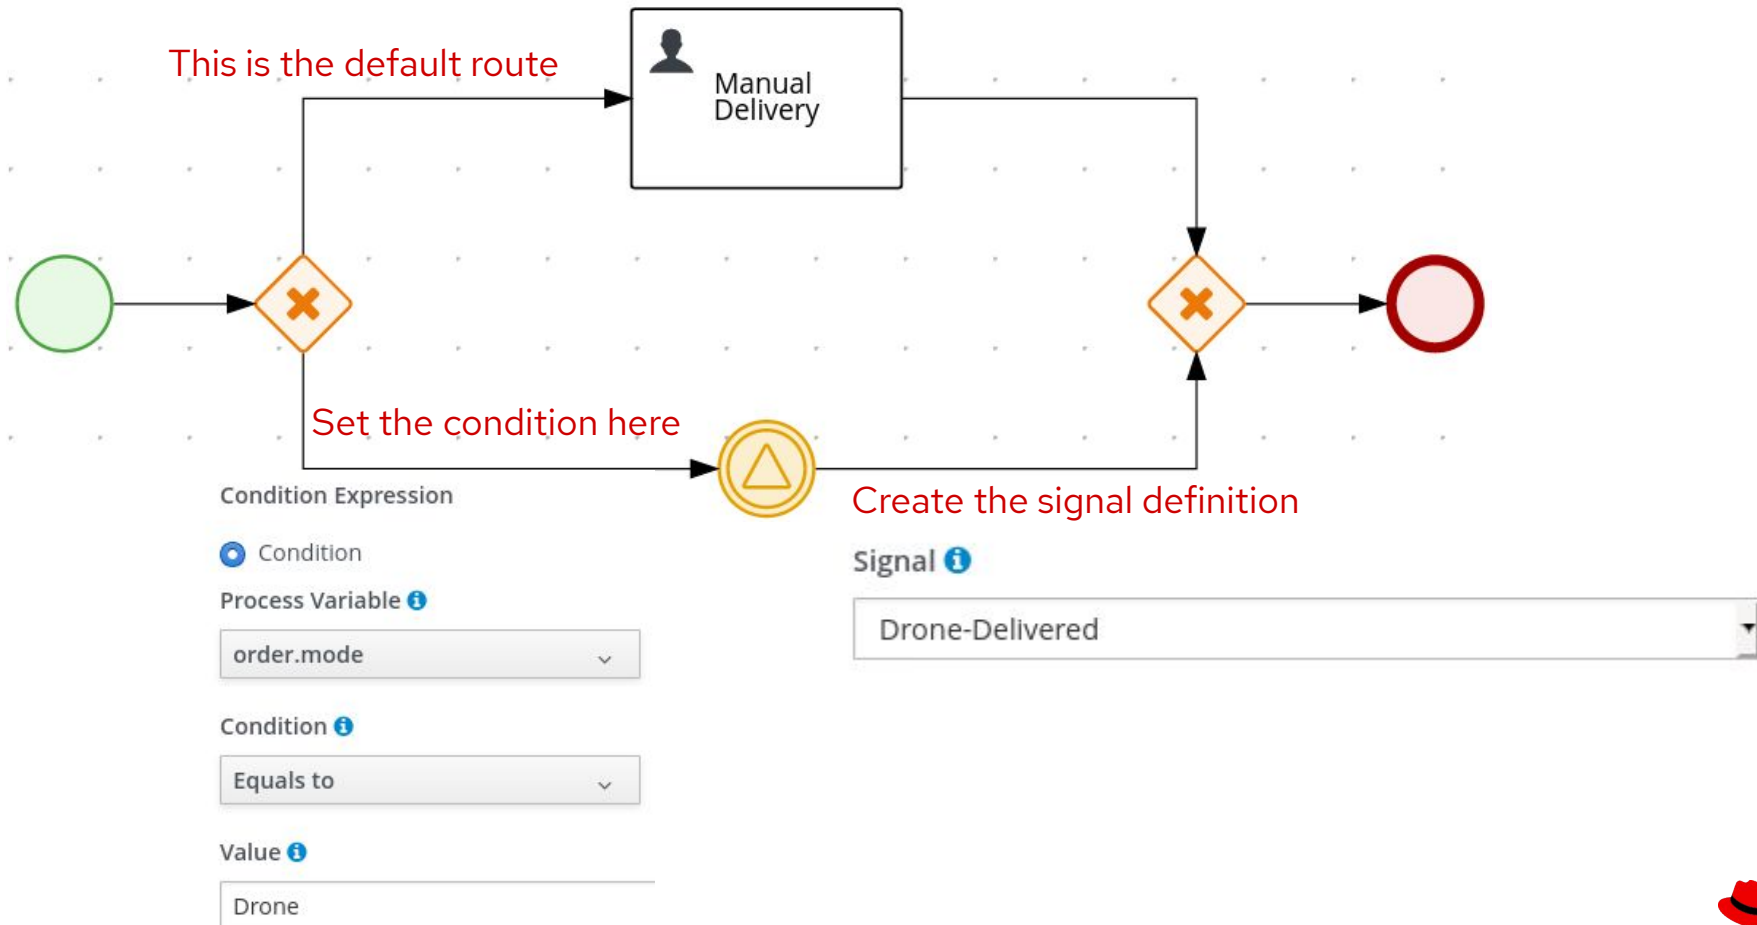 This is the default route
Manual
Delivery
Set the condition here
Condition Expression
Condition
Process Variable
order.mode
Condition
Equals to
Value
Drone
Create the signal definition
Signal
Drone-Delivered